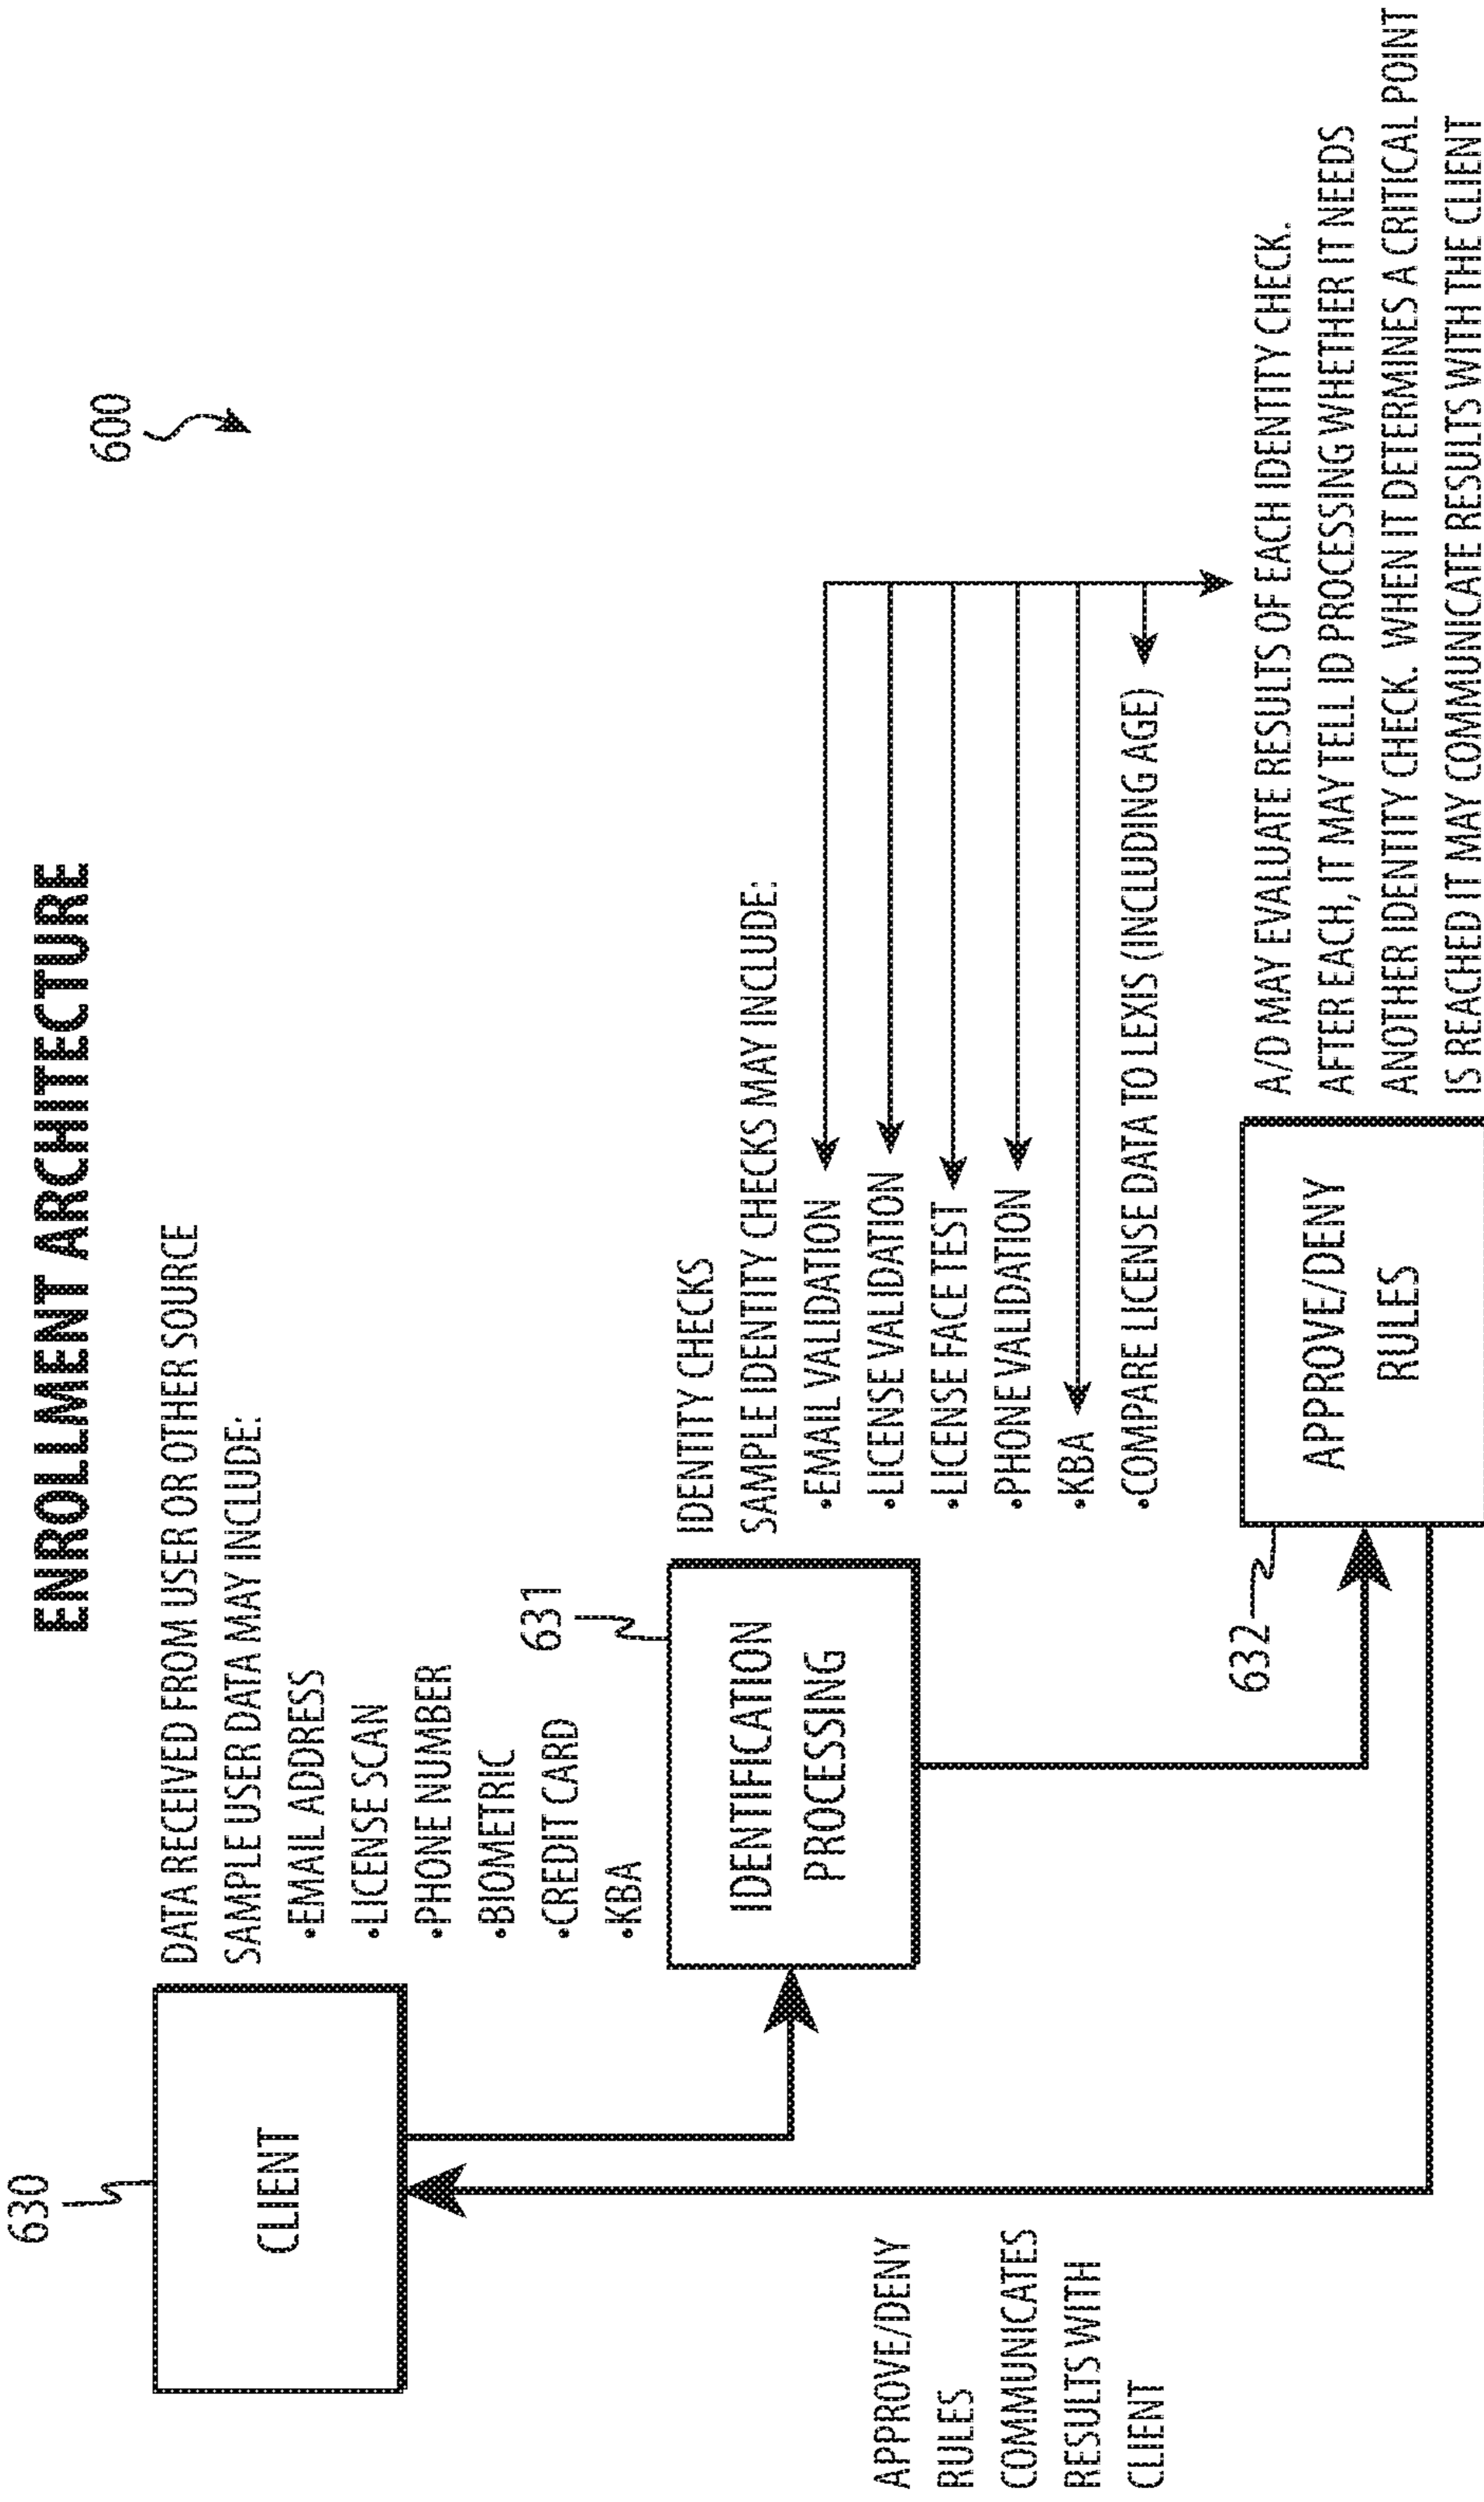 ENROLLMENT ARCHITECTURE
600
630
CLIENT
DATA RECEIVED FROM USER OR OTHER SOURCE
SAMPLE USER DATA MAY INCLUDE:
•EMAIL ADDRESS
•LICENSE SCAN
•PHONE NUMBER
•BIOMETRIC
•CREDIT CARD
•KBA
631
IDENTIFICATION
PROCESSING
IDENTITY CHECKS
SAMPLE IDENTITY CHECKS MAY INCLUDE:
•EMAIL VALIDATION
•LICENSE VALIDATION
•LICENSE FACE TEST
•PHONE VALIDATION
•KBA
•COMPARE LICENSE DATA TO LEXIS (INCLUDING AGE)
APPROVE/DENY
RULES
COMMUNICATES
RESULTS WITH
CLIENT
632
APPROVE/DENY
RULES
A/D MAY EVALUATE RESULTS OF EACH IDENTITY CHECK.
AFTER EACH, IT MAY TELL ID PROCESSING WHETHER IT NEEDS
ANOTHER IDENTITY CHECK. WHEN IT DETERMINES A CRITICAL POINT
IS REACHED IT MAY COMMUNICATE RESULTS WITH THE CLIENT